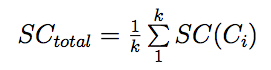 $SC_{total} = \frac{1}{k} \sum_{1}^{k} SC(C_i)$